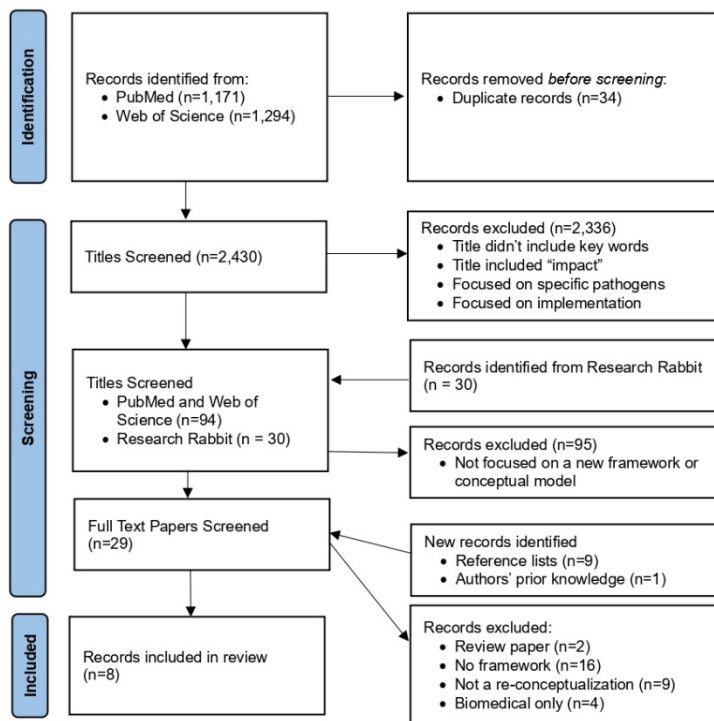 Identification
Records identified from:
• PubMed (n=1,171)
• Web of Science (n=1,294)
Records removed before screening:
• Duplicate records (n=34)
Screening
Titles Screened (n=2,430)
Records excluded (n=2,336)
• Title didn’t include key words
• Title included “impact”
• Focused on specific pathogens
• Focused on implementation
Records identified from Research Rabbit
(n = 30)
Titles Screened
• PubMed and Web of
Science (n=94)
• Research Rabbit (n = 30)
Records excluded (n=95)
• Not focused on a new framework or
conceptual model
Full Text Papers Screened
(n=29)
New records identified
• Reference lists (n=9)
• Authors’ prior knowledge (n=1)
Included
Records included in review
(n=8)
Records excluded:
• Review paper (n=2)
• No framework (n=16)
• Not a re-conceptualization (n=9)
• Biomedical only (n=4)